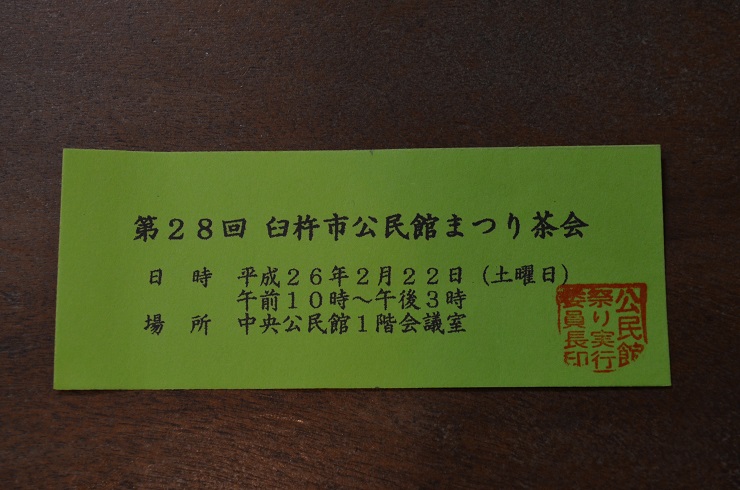 第２８回 臼杵市公民館まつり茶会
日 時 平成２６年２月２２日（土曜日）
午前１０時～午後３時
場 所 中央公民館１階会議室
公民館
祭り実行
委員長印